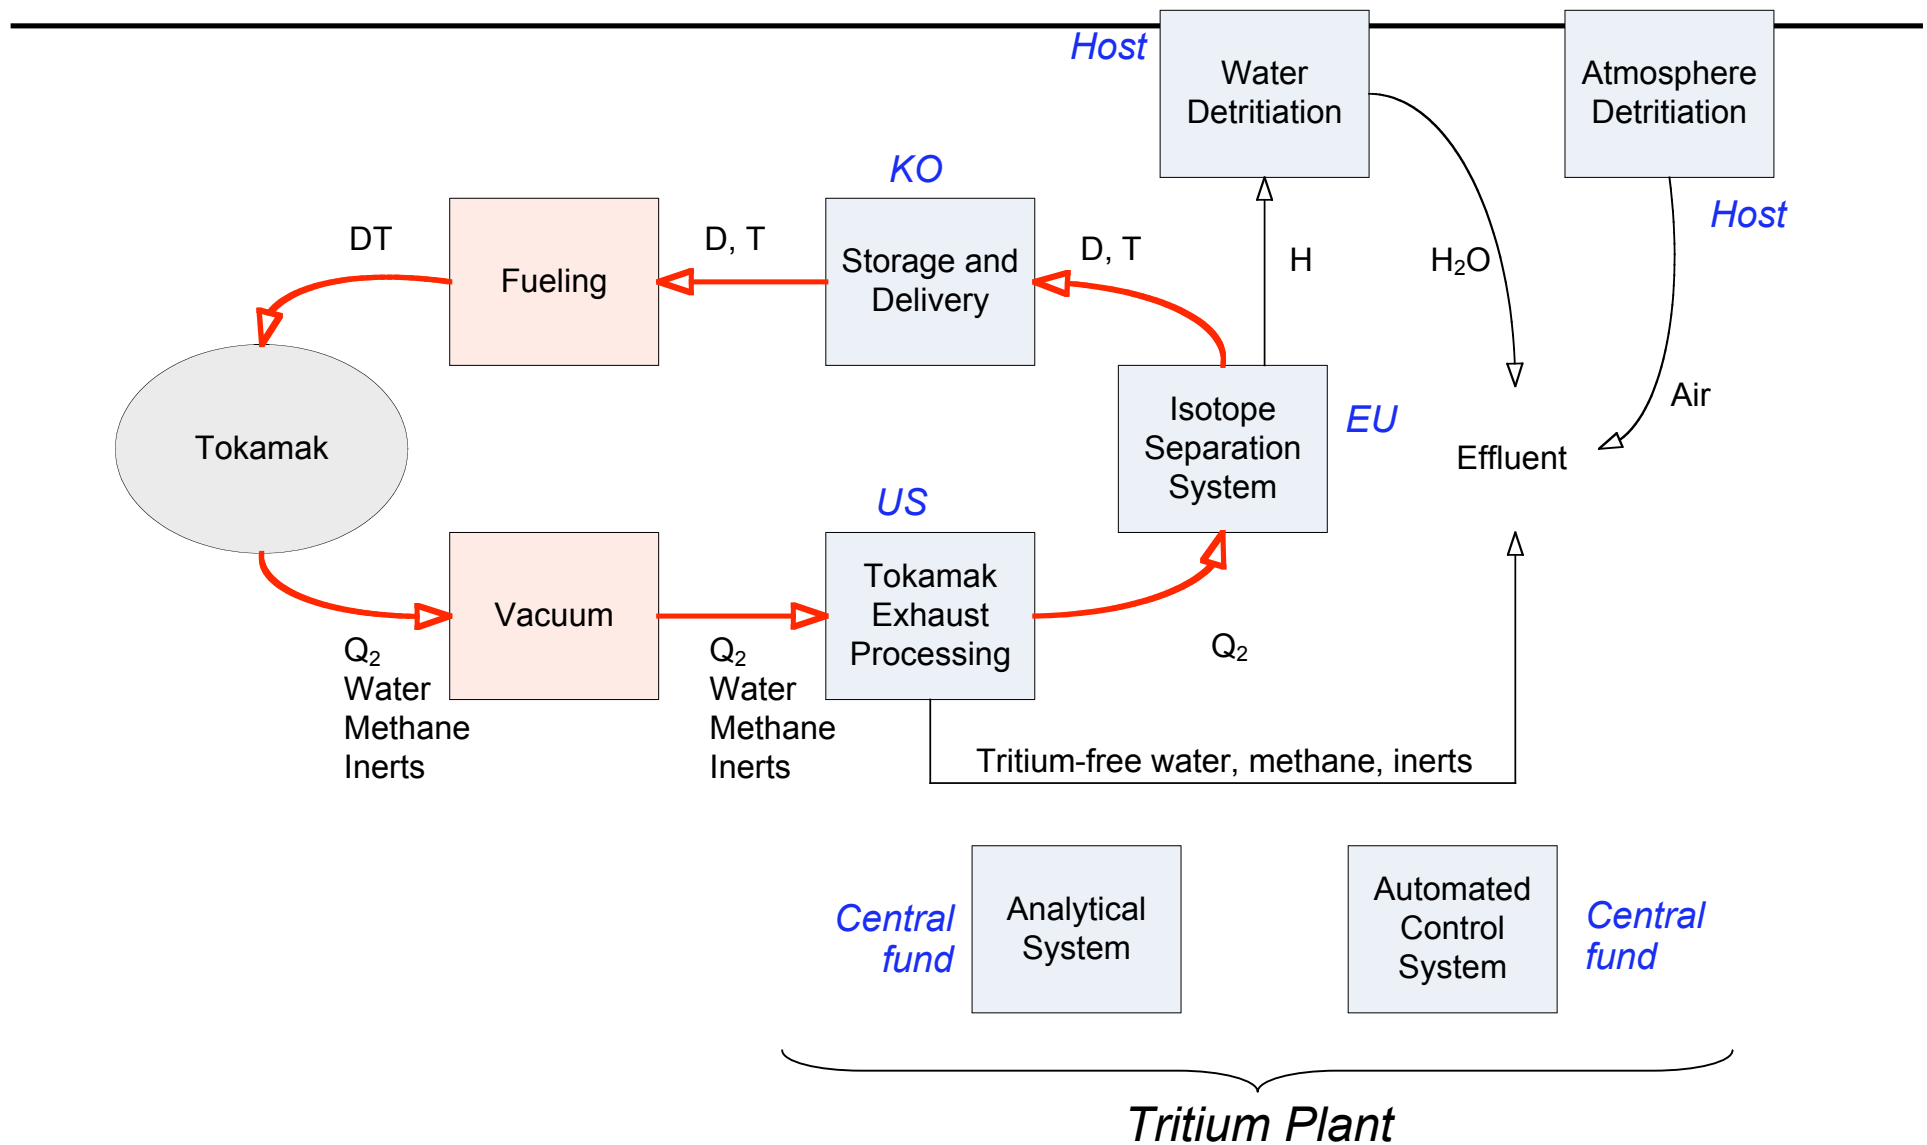 Host
Water
Detritiation
Atmosphere
Detritiation
Host
KO
DT
Fueling
D, T
Storage and
Delivery
D, T
H
H₂O
Air
Tokamak
Isotope
Separation
System
EU
Effluent
US
Vacuum
Tokamak
Exhaust
Processing
Q₂
Water
Methane
Inerts
Q₂
Water
Methane
Inerts
Q₂
Tritium-free water, methane, inerts
Central
fund
Analytical
System
Automated
Control
System
Central
fund
Tritium Plant